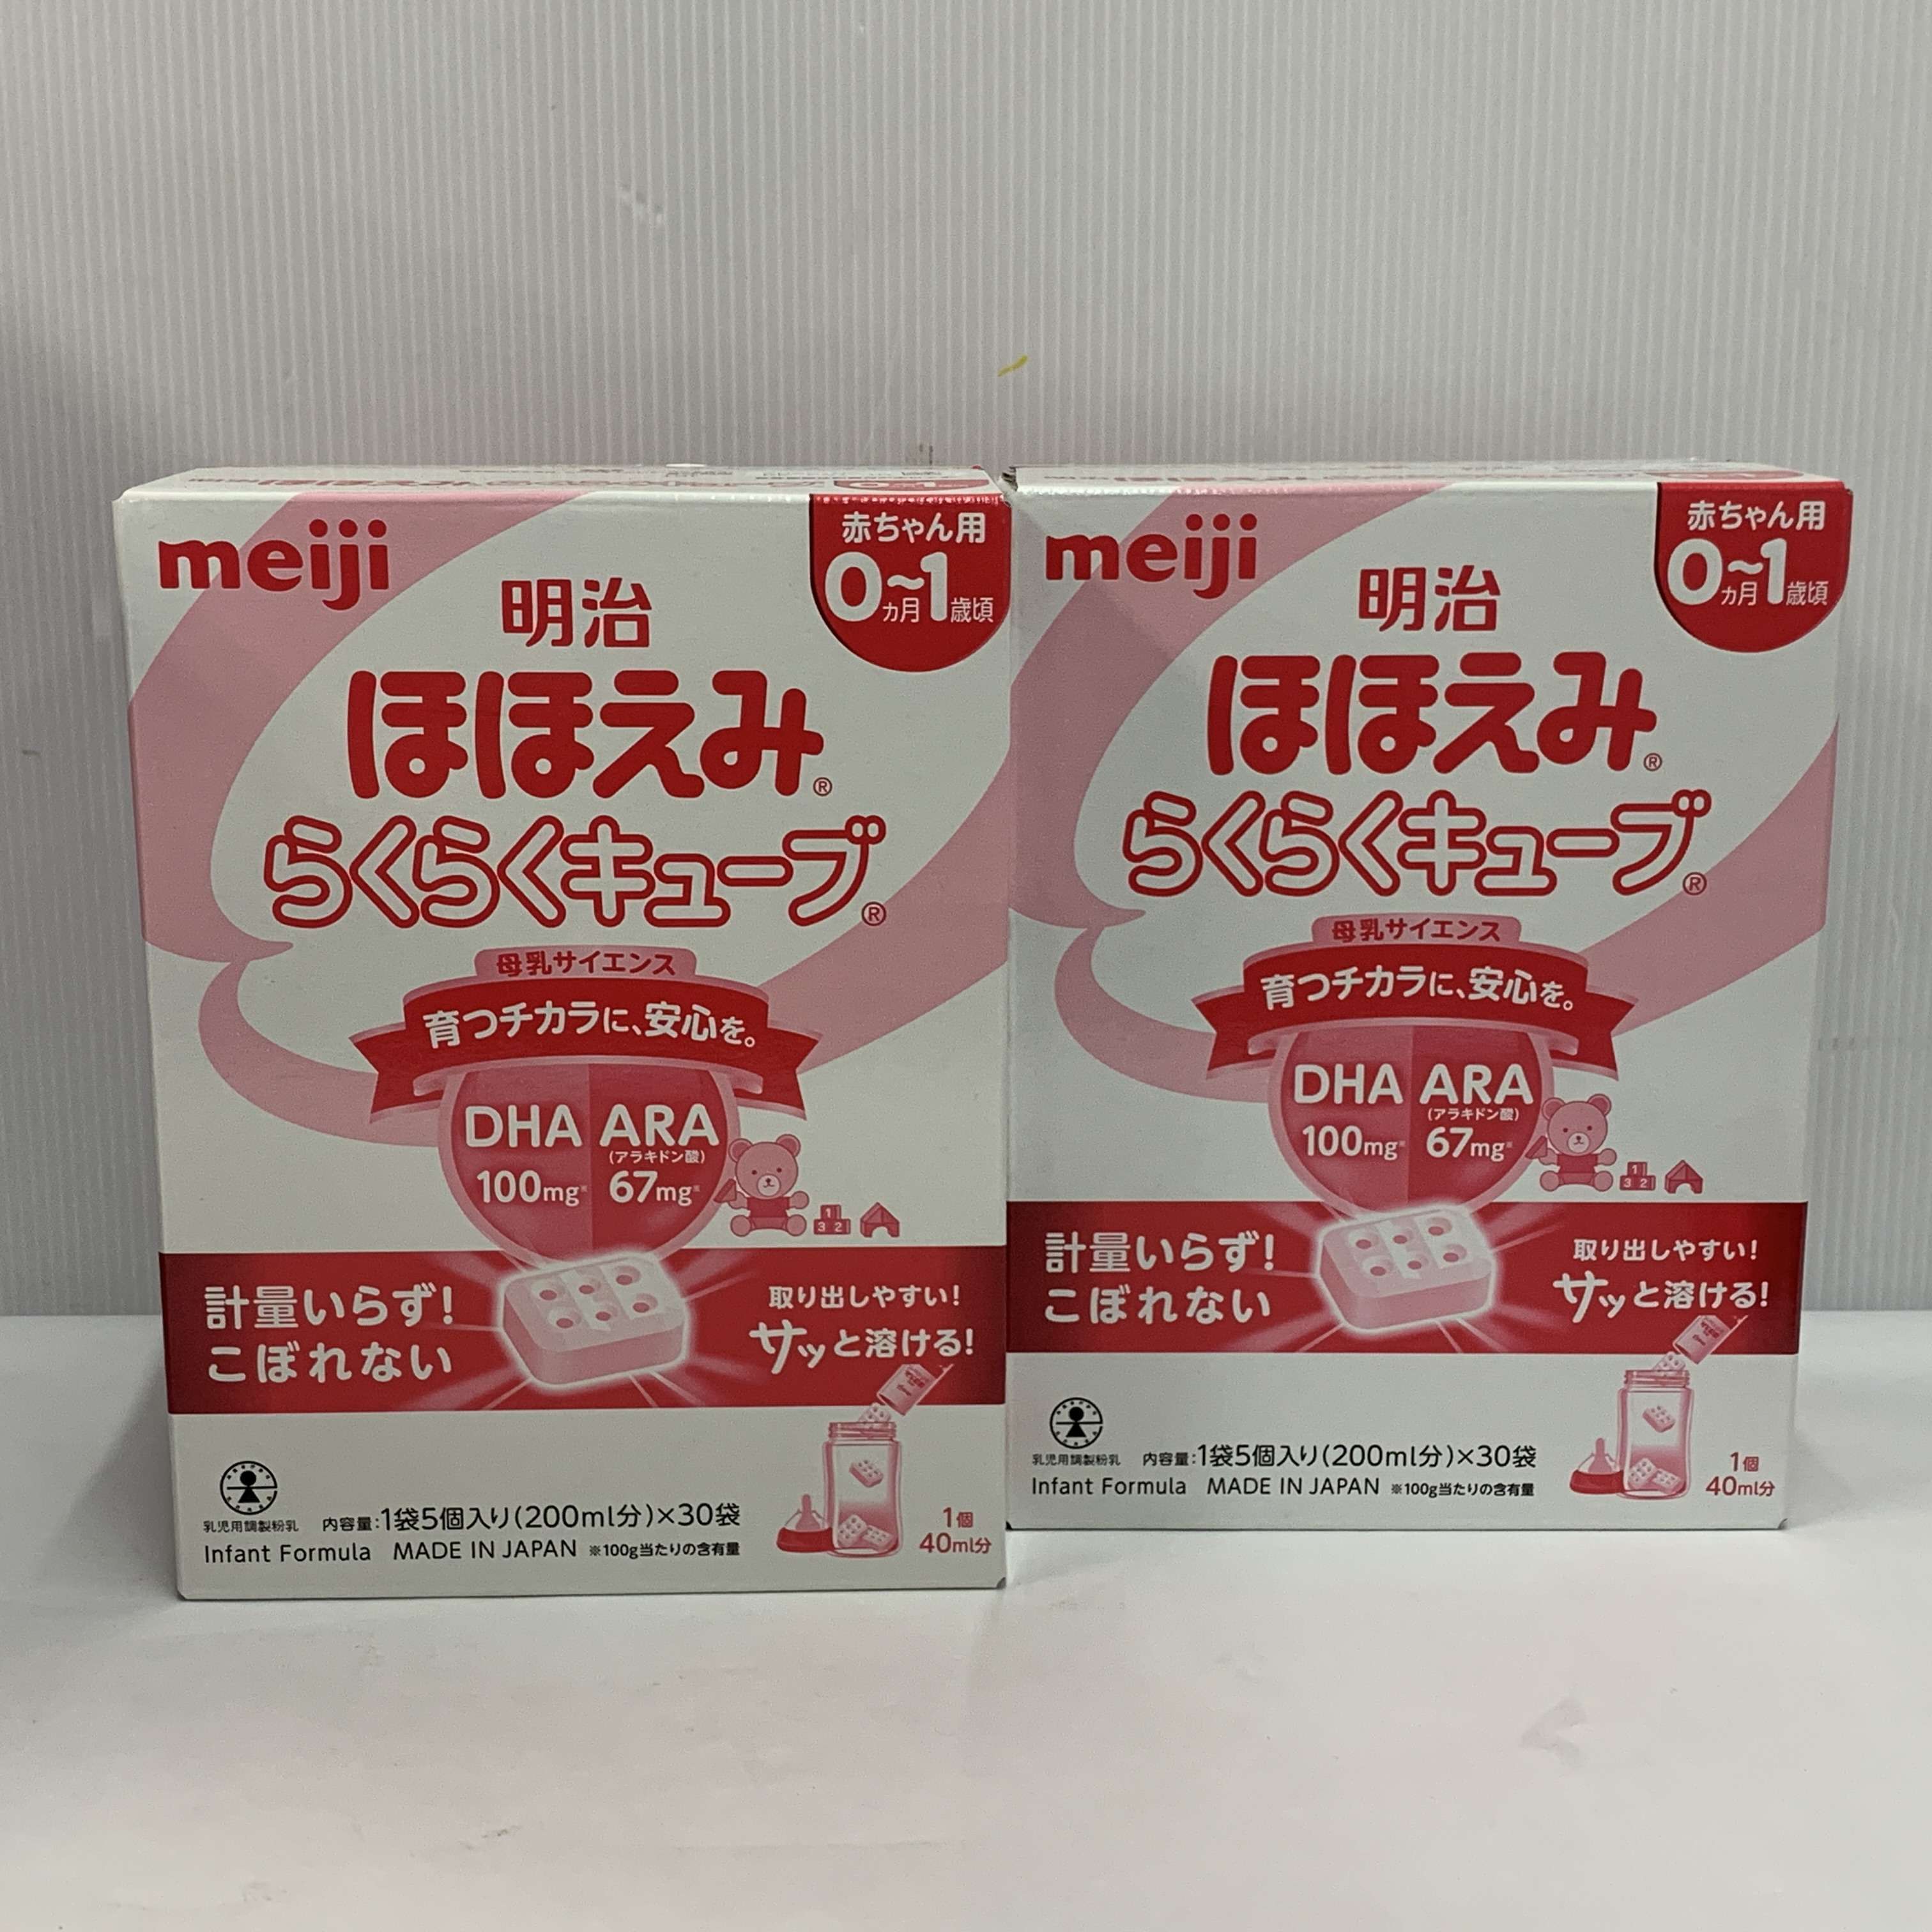 meiji
赤ちゃん用
0ヵ月~1歳頃
明治
ほほえみ®
らくらくキューブ®
母乳サイエンス
育つチカラに、安心を。
DHA ARA
(アラキドン酸)
100mg※ 67mg※
1
3 2
計量いらず!
こぼれない
取り出しやすい!
サッと溶ける!
乳児用調製粉乳
内容量:1袋5個入り(200ml分)×30袋
Infant Formula MADE IN JAPAN ※100g当たりの含有量
1個
40ml分
meiji
赤ちゃん用
0ヵ月~1歳頃
明治
ほほえみ®
らくらくキューブ®
母乳サイエンス
育つチカラに、安心を。
DHA ARA
(アラキドン酸)
100mg※ 67mg※
1
3 2
計量いらず!
こぼれない
取り出しやすい!
サッと溶ける!
乳児用調製粉乳
内容量:1袋5個入り(200ml分)×30袋
Infant Formula MADE IN JAPAN ※100g当たりの含有量
1個
40ml分